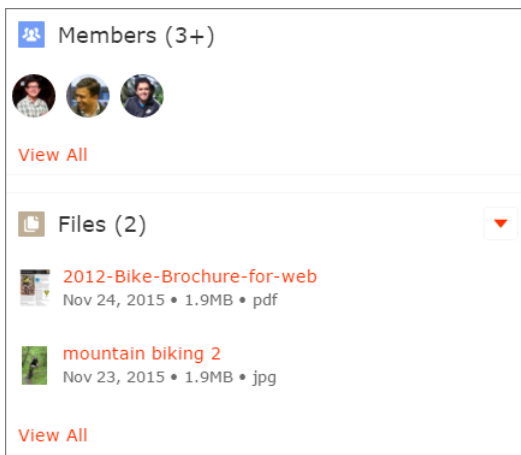 Members (3+)
View All
Files (2)
2012-Bike-Brochure-for-web
Nov 24, 2015 • 1.9MB • pdf
mountain biking 2
Nov 23, 2015 • 1.9MB • jpg
View All